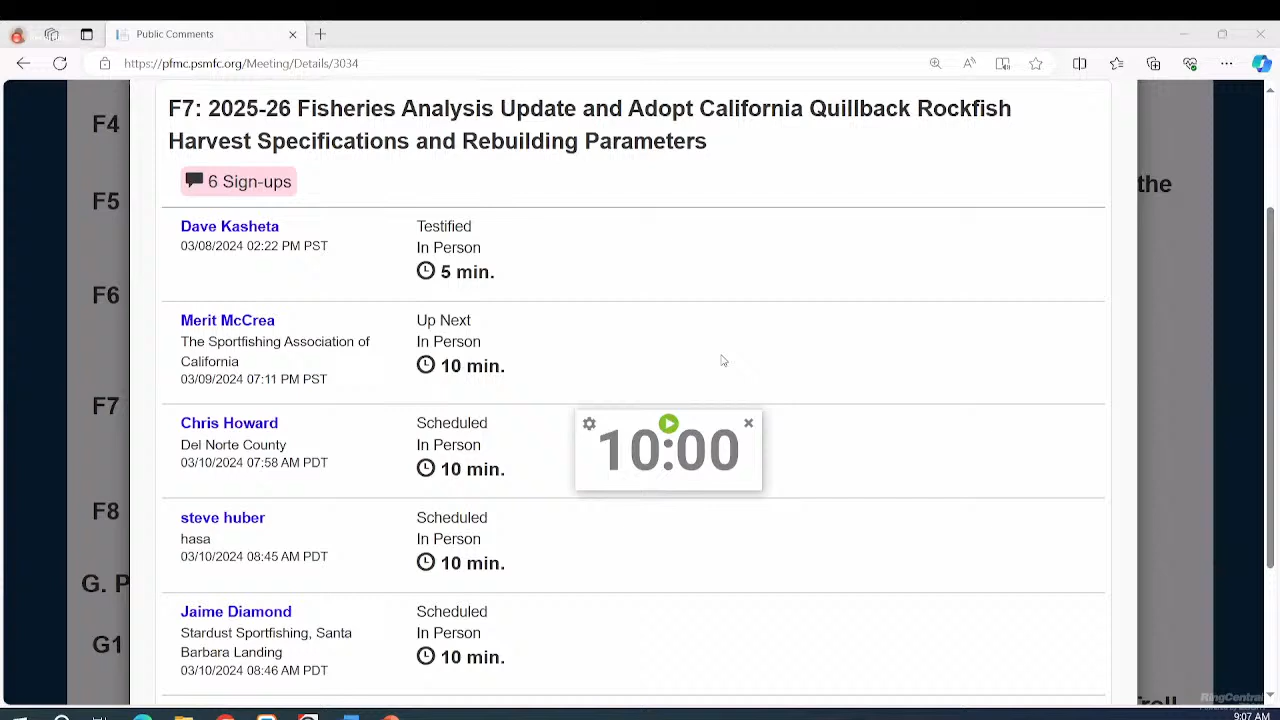 Public Comments
https://pfmc.psmfc.org/Meeting/Details/3034
F7: 2025-26 Fisheries Analysis Update and Adopt California Quillback Rockfish
Harvest Specifications and Rebuilding Parameters
6 Sign-ups
F4
F5
F6
F7
F8
G. P
G1
the
Dave Kasheta
03/08/2024 02:22 PM PST
Testified
In Person
5 min.
Merit McCrea
The Sportfishing Association of
California
03/09/2024 07:11 PM PST
Up Next
In Person
10 min.
Chris Howard
Del Norte County
03/10/2024 07:58 AM PDT
Scheduled
In Person
10 min.
10:00
steve huber
hasa
03/10/2024 08:45 AM PDT
Scheduled
In Person
10 min.
Jaime Diamond
Stardust Sportfishing, Santa
Barbara Landing
03/10/2024 08:46 AM PDT
Scheduled
In Person
10 min.
RingCentral
9:07 AM